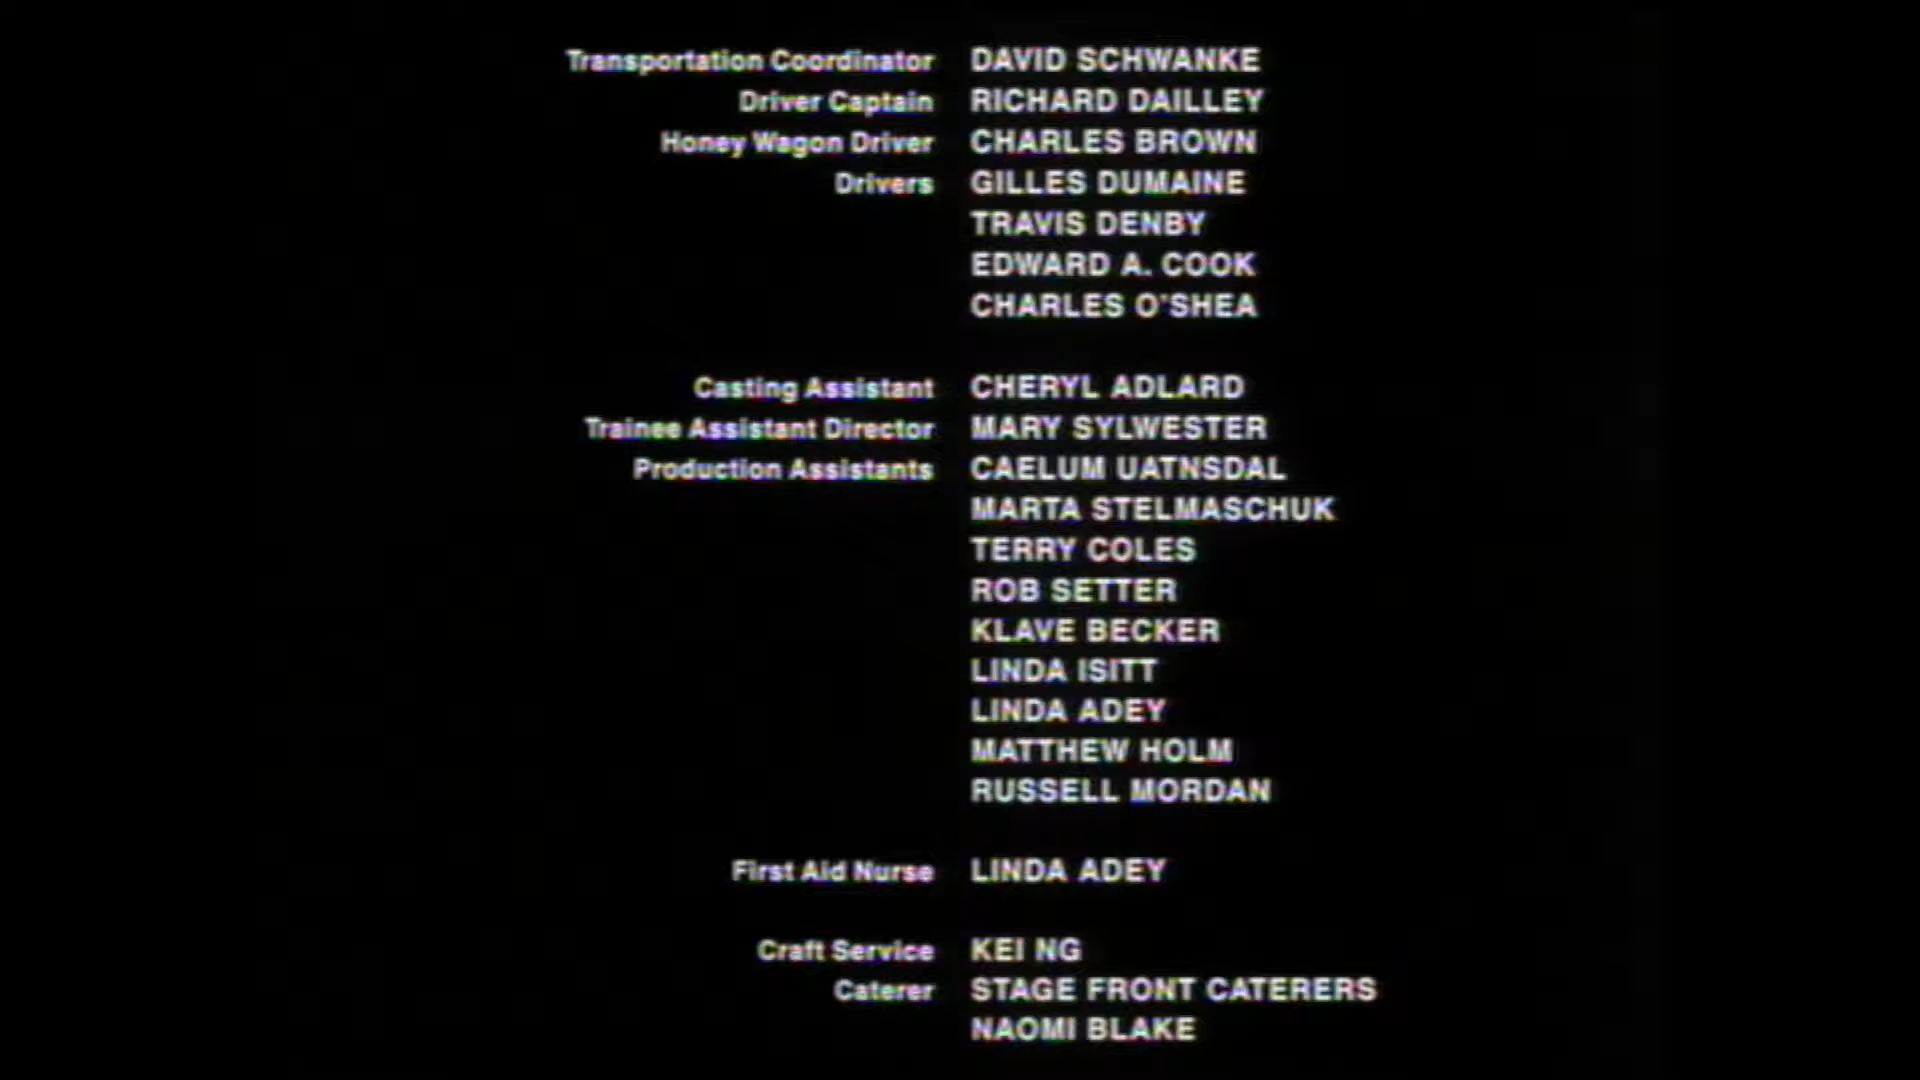 Transportation Coordinator DAVID SCHWANKE
Driver Captain RICHARD DAILLEY
Honey Wagon Driver CHARLES BROWN
Drivers GILLES DUMAINE
TRAVIS DENBY
EDWARD A. COOK
CHARLES O'SHEA
Casting Assistant CHERYL ADLARD
Trainee Assistant Director MARY SYLWESTER
Production Assistants CAELUM UATNSDAL
MARTA STELMASCHUK
TERRY COLES
ROB SETTER
KLAVE BECKER
LINDA ISITT
LINDA ADEY
MATTHEW HOLM
RUSSELL MORDAN
First Aid Nurse LINDA ADEY
Craft Service KEI NG
Caterer STAGE FRONT CATERERS
NAOMI BLAKE